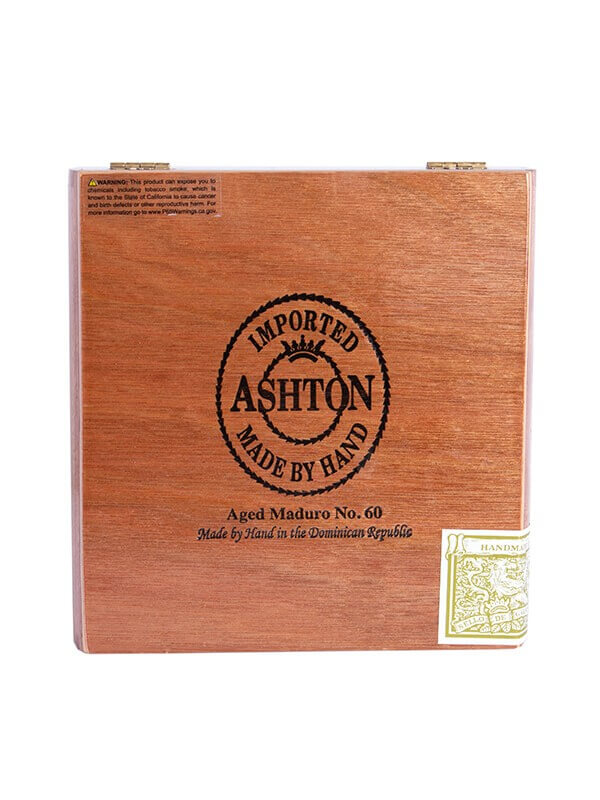 WARNING: This product can expose you to
chemicals including tobacco smoke, which is
known to the State of California to cause cancer
and birth defects or other reproductive harm. For
more information go to www.P65Warnings.ca.gov.
IMPORTED
ASHTON
MADE BY HAND
Aged Maduro No. 60
Made by Hand in the Dominican Republic
HANDMA
SELLO DE